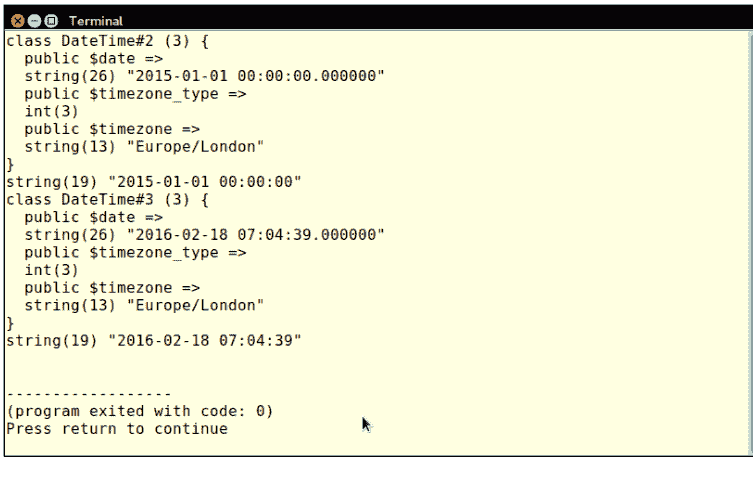 Terminal
class DateTime#2 (3) {
  public $date =>
  string(26) "2015-01-01 00:00:00.000000"
  public $timezone_type =>
  int(3)
  public $timezone =>
  string(13) "Europe/London"
}
string(19) "2015-01-01 00:00:00"
class DateTime#3 (3) {
  public $date =>
  string(26) "2016-02-18 07:04:39.000000"
  public $timezone_type =>
  int(3)
  public $timezone =>
  string(13) "Europe/London"
}
string(19) "2016-02-18 07:04:39"
------------------
(program exited with code: 0)
Press return to continue